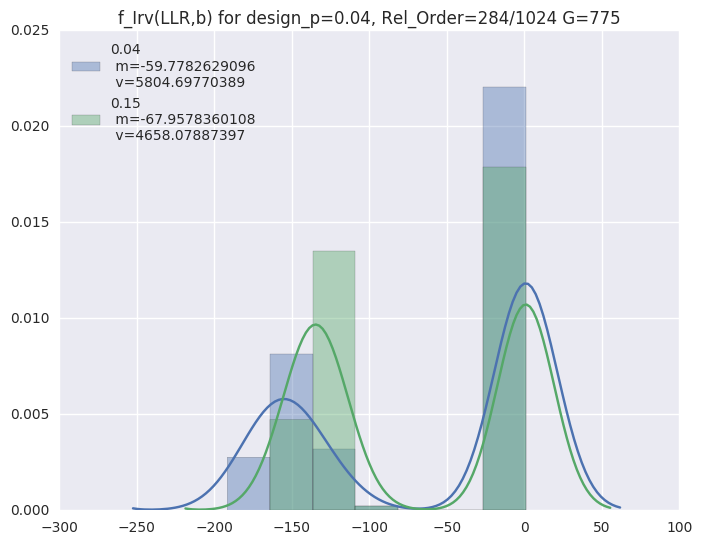 f_Irv(LLR,b) for design_p=0.04, Rel_Order=284/1024 G=775
0.04
m=-59.7782629096
v=5804.69770389
0.15
m=-67.9578360108
v=4658.07887397
0.025
0.020
0.015
0.010
0.005
0.000
−300 −250 −200 −150 −100 −50 0 50 100